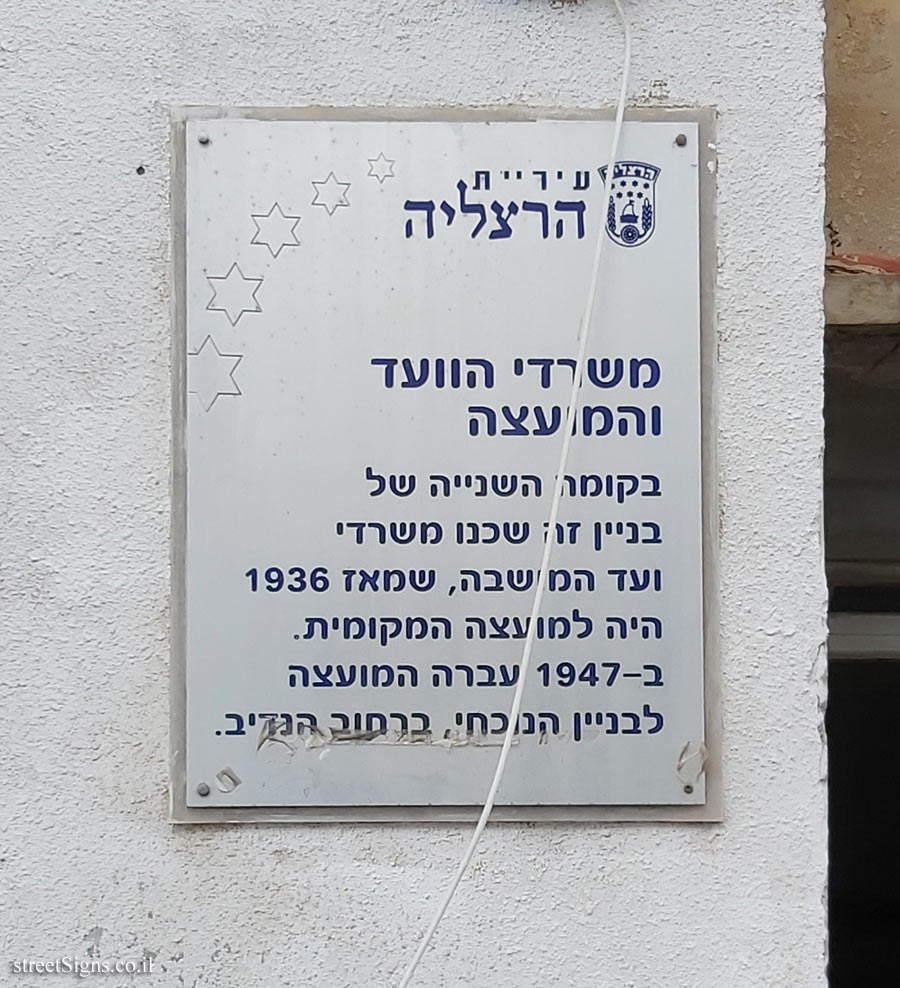 עיריית
הרצליה
הרצליה
משרדי הוועד
והמועצה
בקומה השנייה של
בניין זה שכנו משרדי
ועד המושבה, שמאז 1936
היה למועצה המקומית.
ב-1947 עברה המועצה
לבניין הנוכחי, ברחוב הנדיב.
streetSigns.co.il